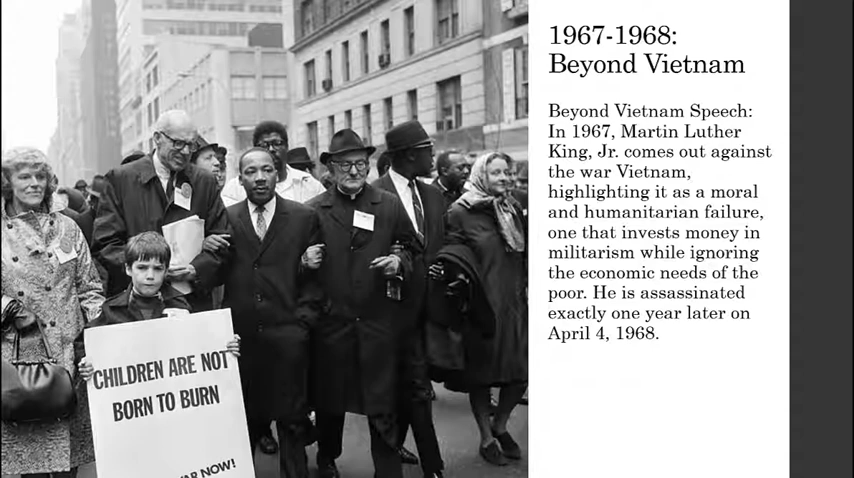 1967-1968:
Beyond Vietnam
Beyond Vietnam Speech:
In 1967, Martin Luther
King, Jr. comes out against
the war Vietnam,
highlighting it as a moral
and humanitarian failure,
one that invests money in
militarism while ignoring
the economic needs of the
poor. He is assassinated
exactly one year later on
April 4, 1968.
CHILDREN ARE NOT
BORN TO BURN
NOW!